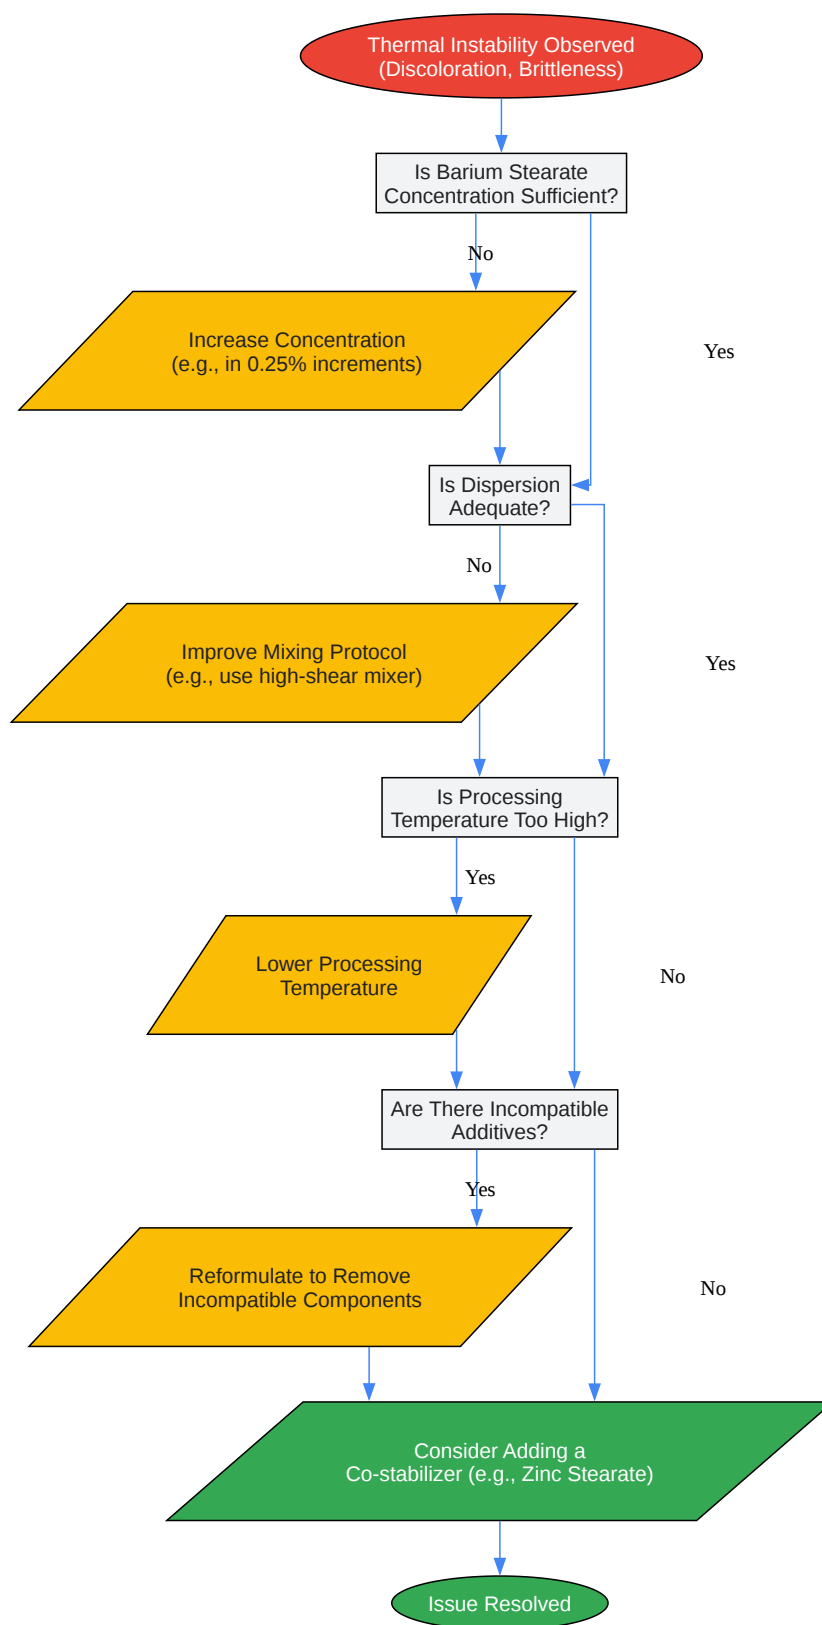 Thermal Instability Observed
(Discoloration, Brittleness)
Is Barium Stearate
Concentration Sufficient?
No
Increase Concentration
(e.g., in 0.25% increments)
Yes
Is Dispersion
Adequate?
No
Improve Mixing Protocol
(e.g., use high-shear mixer)
Yes
Is Processing
Temperature Too High?
Yes
Lower Processing
Temperature
No
Are There Incompatible
Additives?
Yes
Reformulate to Remove
Incompatible Components
No
Consider Adding a
Co-stabilizer (e.g., Zinc Stearate)
Issue Resolved